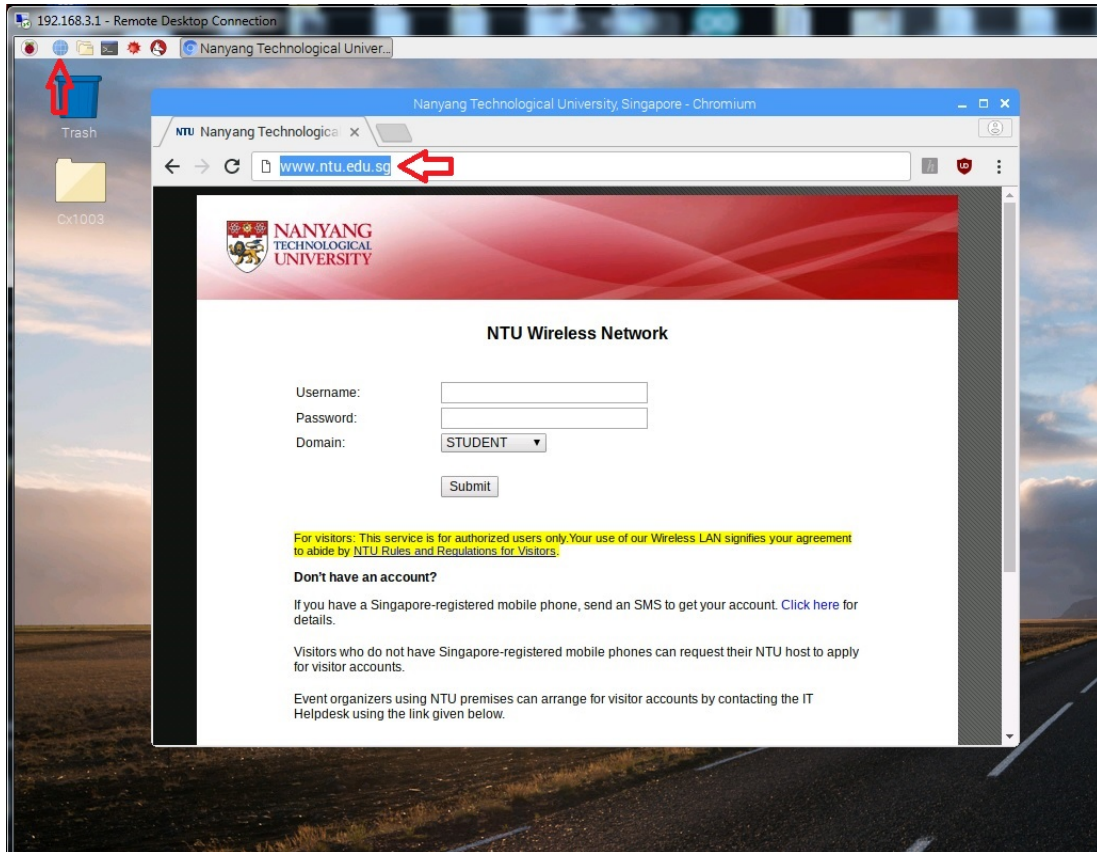 192.168.3.1 - Remote Desktop Connection
Nanyang Technological Univer...
Trash
Cx1003
Nanyang Technological University, Singapore - Chromium
NTU Nanyang Technologica
www.ntu.edu.sg
NANYANG
TECHNOLOGICAL
UNIVERSITY
NTU Wireless Network
Username:
Password:
Domain:
STUDENT
Submit
For visitors: This service is for authorized users only.Your use of our Wireless LAN signifies your agreement
to abide by NTU Rules and Regulations for Visitors.
Don't have an account?
If you have a Singapore-registered mobile phone, send an SMS to get your account. Click here for
details.
Visitors who do not have Singapore-registered mobile phones can request their NTU host to apply
for visitor accounts.
Event organizers using NTU premises can arrange for visitor accounts by contacting the IT
Helpdesk using the link given below.